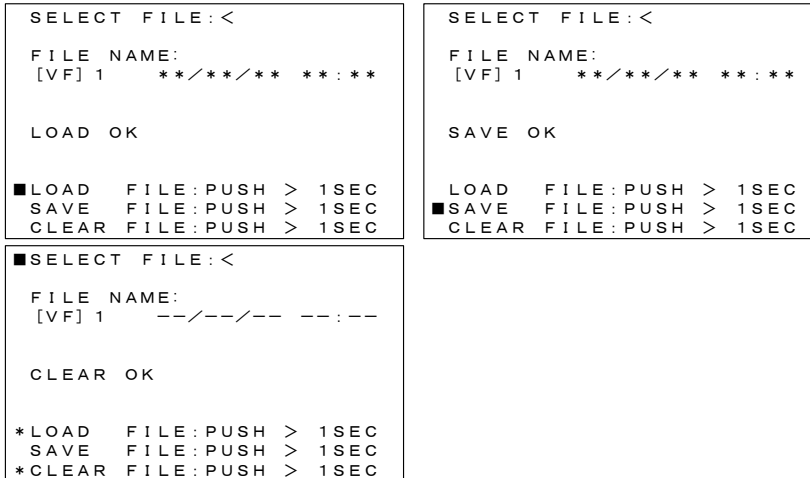 SELECT FILE:<
FILE NAME:
[VF]1 **/**/** **:**
LOAD OK
■LOAD FILE:PUSH > 1SEC
SAVE FILE:PUSH > 1SEC
CLEAR FILE:PUSH > 1SEC
SELECT FILE:<
FILE NAME:
[VF]1 **/**/** **:**
SAVE OK
LOAD FILE:PUSH > 1SEC
■SAVE FILE:PUSH > 1SEC
CLEAR FILE:PUSH > 1SEC
■SELECT FILE:<
FILE NAME:
[VF]1 --/--/-- --:--
CLEAR OK
*LOAD FILE:PUSH > 1SEC
SAVE FILE:PUSH > 1SEC
*CLEAR FILE:PUSH > 1SEC